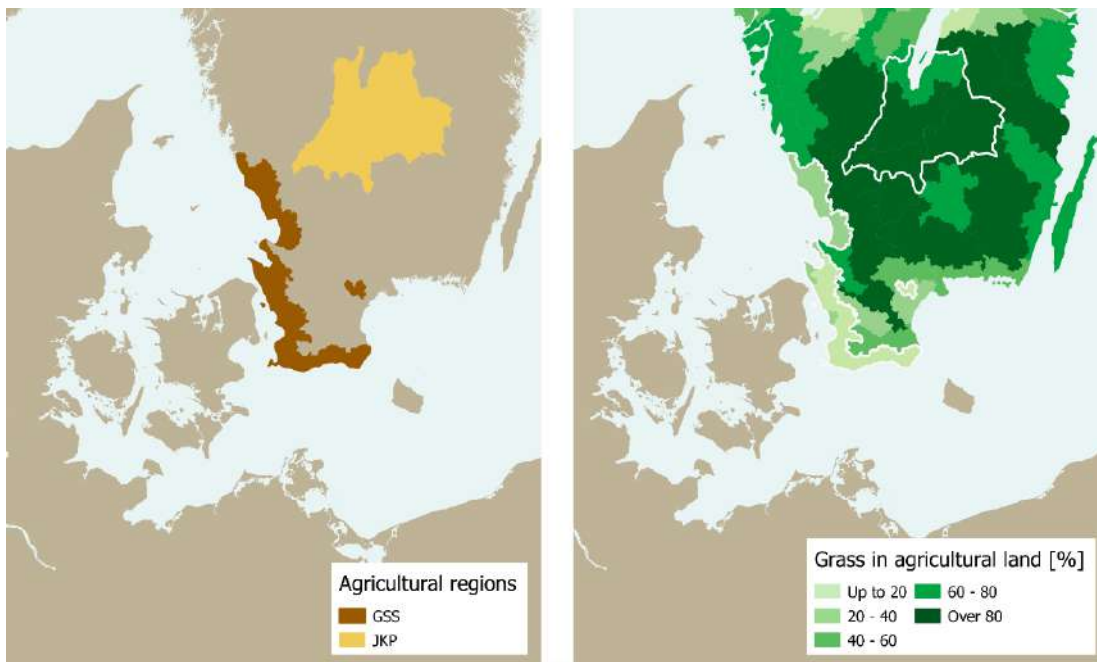 Agricultural regions
GSS
JKP
Grass in agricultural land [%]
Up to 20
20 - 40
40 - 60
60 - 80
Over 80